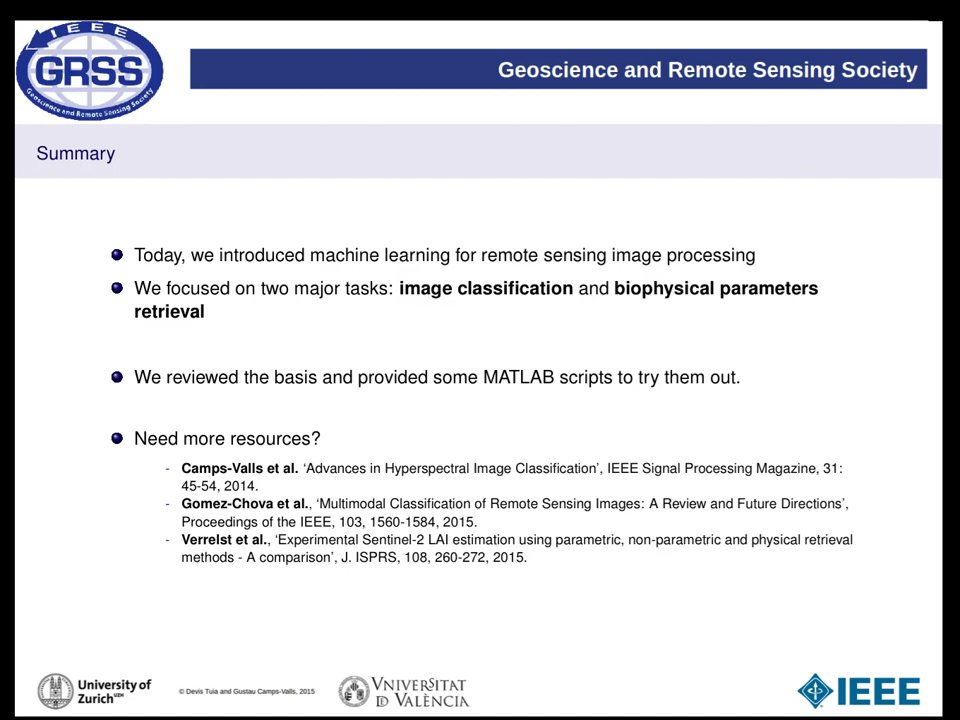 IEEE
GRSS
Geoscience and Remote Sensing Society
Geoscience and Remote Sensing Society
Summary
Today, we introduced machine learning for remote sensing image processing
We focused on two major tasks: image classification and biophysical parameters
retrieval
We reviewed the basis and provided some MATLAB scripts to try them out.
Need more resources?
- Camps-Valls et al. ‘Advances in Hyperspectral Image Classification’, IEEE Signal Processing Magazine, 31:
45-54, 2014.
- Gomez-Chova et al., ‘Multimodal Classification of Remote Sensing Images: A Review and Future Directions’,
Proceedings of the IEEE, 103, 1560-1584, 2015.
- Verrelst et al., ‘Experimental Sentinel-2 LAI estimation using parametric, non-parametric and physical retrieval
methods - A comparison’, J. ISPRS, 108, 260-272, 2015.
University of
Zurich UZH
© Devis Tuia and Gustau Camps-Valls, 2015
VNIVERSITAT
D VALÈNCIA
IEEE